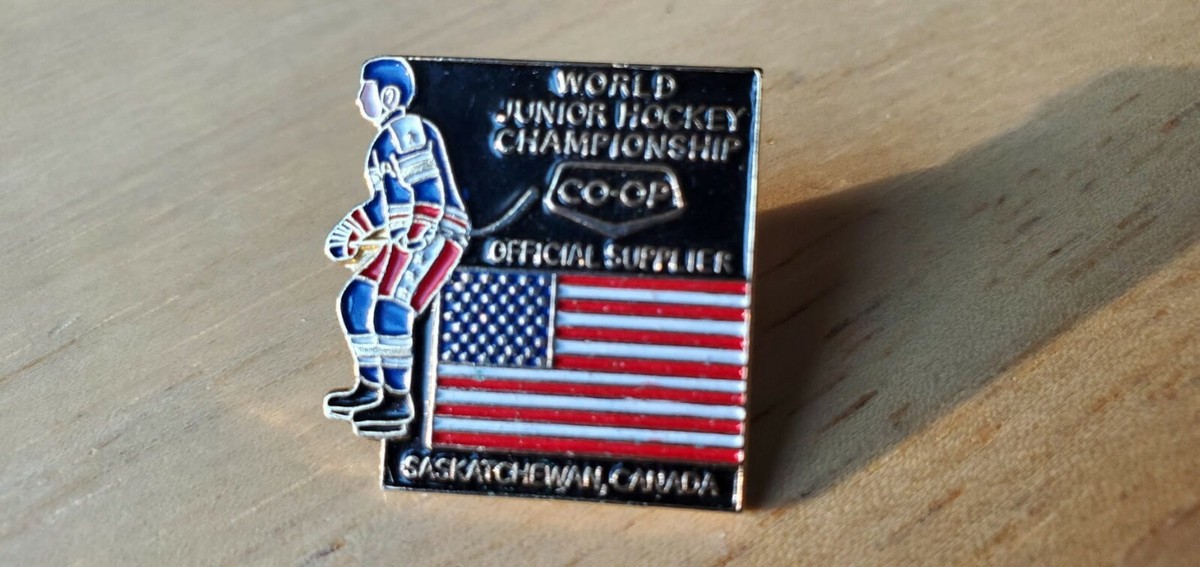 WORLD
JUNIOR HOCKEY
CHAMPIONSHIP
CO-OP
OFFICIAL SUPPLIER
SASKATCHEWAN, CANADA